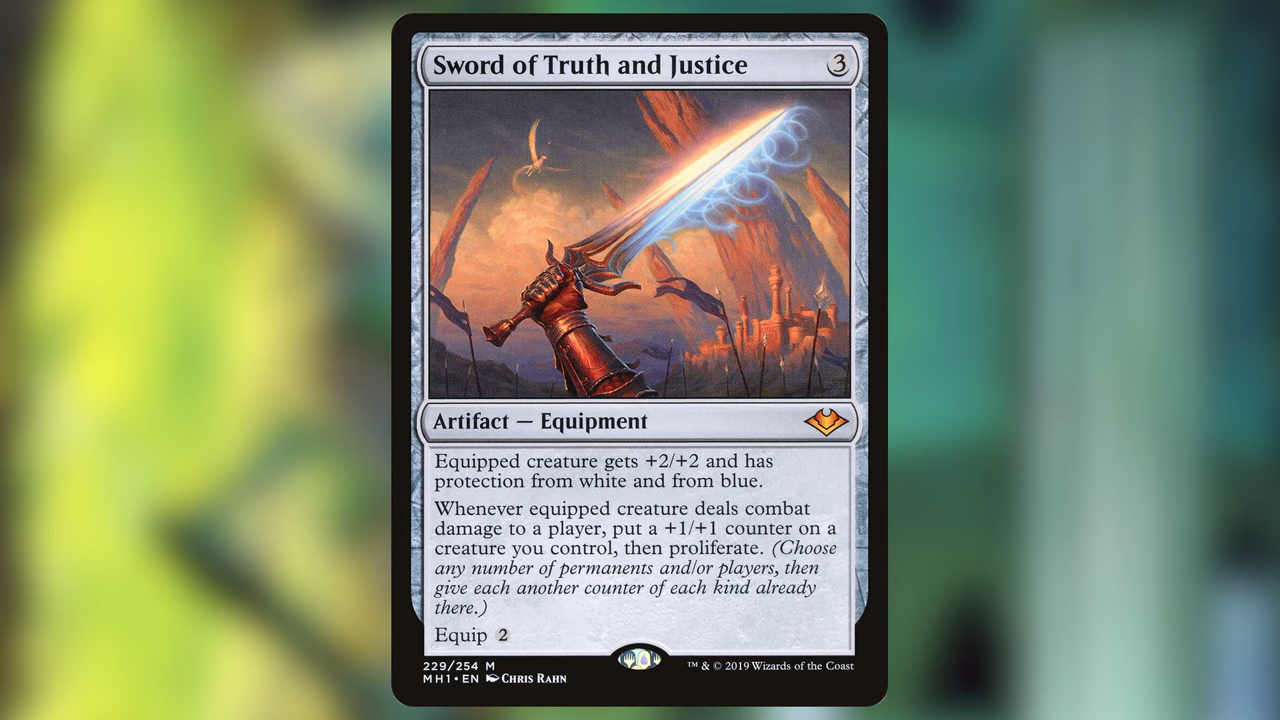 Sword of Truth and Justice 3
Artifact — Equipment
Equipped creature gets +2/+2 and has
protection from white and from blue.
Whenever equipped creature deals combat
damage to a player, put a +1/+1 counter on a
creature you control, then proliferate. (Choose
any number of permanents and/or players, then
give each another counter of each kind already
there.)
Equip 2
229/254 M
MH1 • EN Chris Rahn
™ & © 2019 Wizards of the Coast